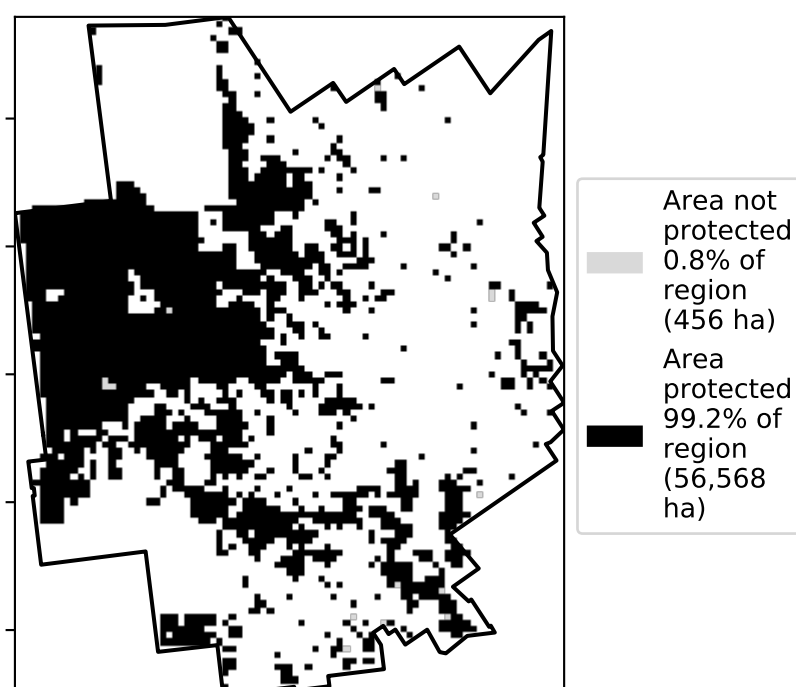 Area not
protected
0.8% of
region
(456 ha)
Area
protected
99.2% of
region
(56,568
ha)